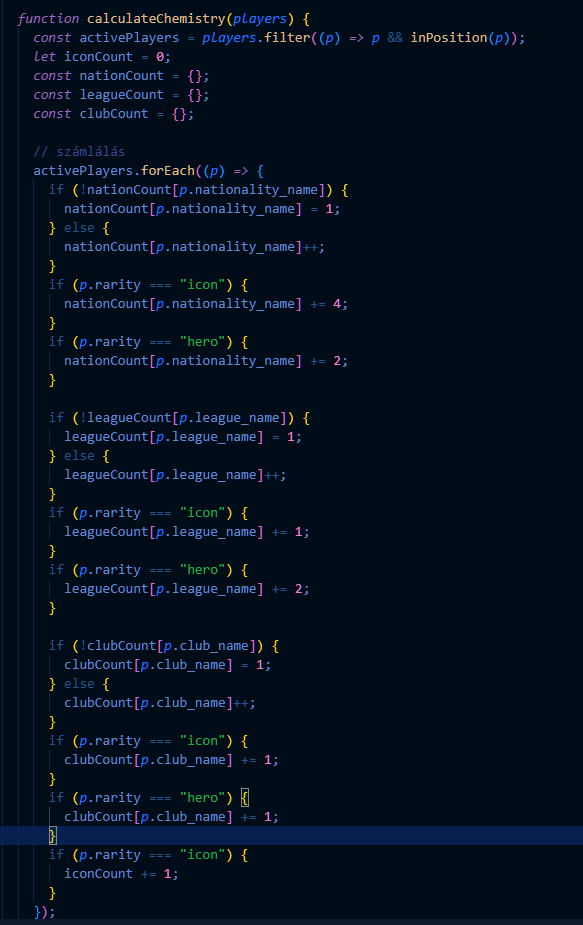 function calculateChemistry(players) {
  const activePlayers = players.filter((p) => p && inPosition(p));
  let iconCount = 0;
  const nationCount = {};
  const leagueCount = {};
  const clubCount = {};

  // számlálás
  activePlayers.forEach((p) => {
    if (!nationCount[p.nationality_name]) {
      nationCount[p.nationality_name] = 1;
    } else {
      nationCount[p.nationality_name]++;
    }
    if (p.rarity === "icon") {
      nationCount[p.nationality_name] += 4;
    }
    if (p.rarity === "hero") {
      nationCount[p.nationality_name] += 2;
    }

    if (!leagueCount[p.league_name]) {
      leagueCount[p.league_name] = 1;
    } else {
      leagueCount[p.league_name]++;
    }
    if (p.rarity === "icon") {
      leagueCount[p.league_name] += 1;
    }
    if (p.rarity === "hero") {
      leagueCount[p.league_name] += 2;
    }

    if (!clubCount[p.club_name]) {
      clubCount[p.club_name] = 1;
    } else {
      clubCount[p.club_name]++;
    }
    if (p.rarity === "icon") {
      clubCount[p.club_name] += 1;
    }
    if (p.rarity === "hero") {
      clubCount[p.club_name] += 1;
    }
    if (p.rarity === "icon") {
      iconCount += 1;
    }
  });